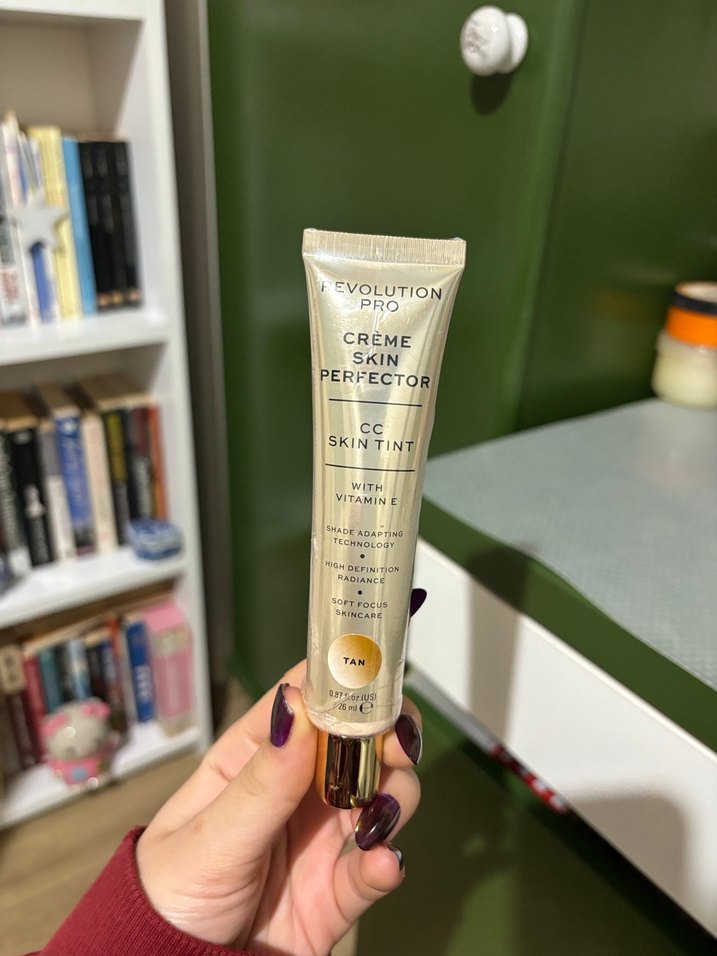 REVOLUTION
PRO
CRÈME
SKIN
PERFECTOR
CC
SKIN TINT
WITH
VITAMIN E
SHADE ADAPTING
TECHNOLOGY
•
HIGH DEFINITION
RADIANCE
•
SOFT FOCUS
SKINCARE
TAN
0.87 fl.oz.(US)
26 ml ℮